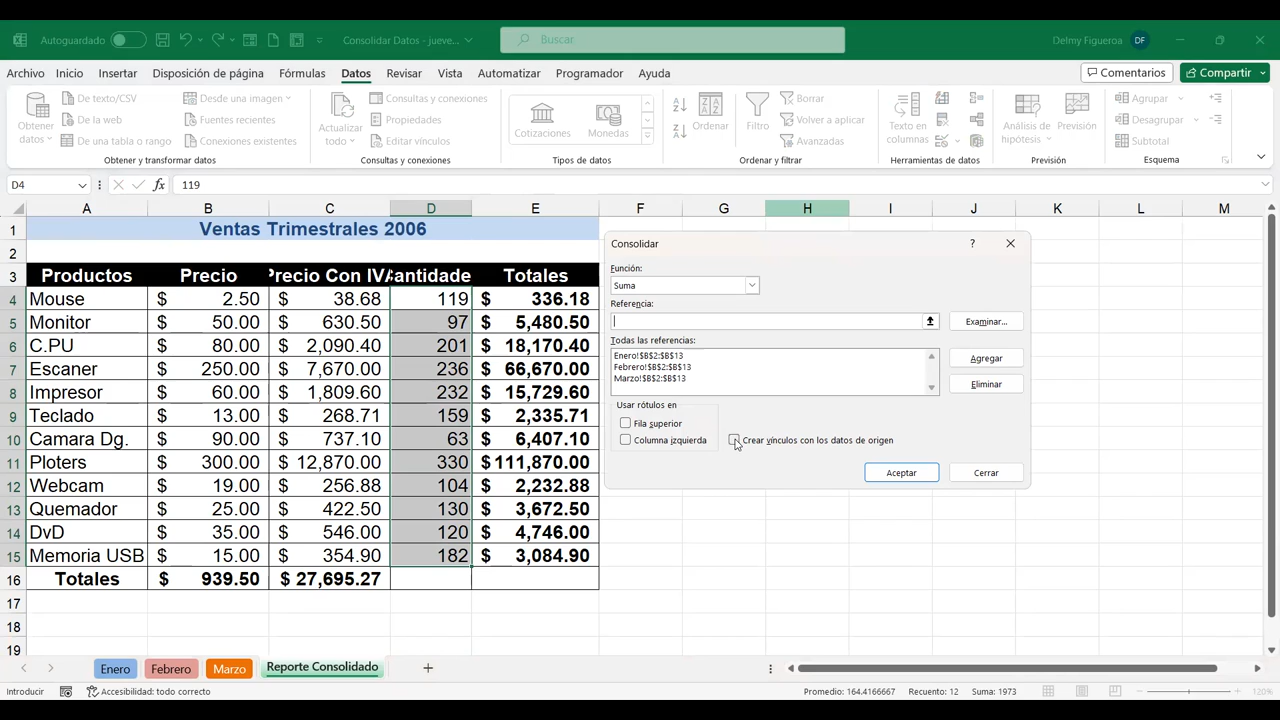 Autoguardado
Consolidar Datos - jueve...
Buscar
Delmy Figueroa DF
Archivo Inicio Insertar Disposición de página Fórmulas Datos Revisar Vista Automatizar Programador Ayuda Comentarios Compartir
De texto/CSV Desde una imagen Consultas y conexiones Borrar Agrupar
Obtener datos De la web Fuentes recientes Actualizar todo Propiedades Cotizaciones Monedas Ordenar Filtro Volver a aplicar Texto en columnas Análisis de hipótesis Previsión Desagrupar
De una tabla o rango Conexiones existentes Editar vínculos Avanzadas Subtotal
Obtener y transformar datos Consultas y conexiones Tipos de datos Ordenar y filtrar Herramientas de datos Previsión Esquema
D4 fx 119
A B C D E F G H I J K L M
1 Ventas Trimestrales 2006
2
3 Productos Precio Precio Con IVA Cantidade Totales
4 Mouse $ 2.50 $ 38.68 119 $ 336.18
5 Monitor $ 50.00 $ 630.50 97 $ 5,480.50
6 C.PU $ 80.00 $ 2,090.40 201 $ 18,170.40
7 Escaner $ 250.00 $ 7,670.00 236 $ 66,670.00
8 Impresor $ 60.00 $ 1,809.60 232 $ 15,729.60
9 Teclado $ 13.00 $ 268.71 159 $ 2,335.71
10 Camara Dg. $ 90.00 $ 737.10 63 $ 6,407.10
11 Ploters $ 300.00 $ 12,870.00 330 $ 111,870.00
12 Webcam $ 19.00 $ 256.88 104 $ 2,232.88
13 Quemador $ 25.00 $ 422.50 130 $ 3,672.50
14 DvD $ 35.00 $ 546.00 120 $ 4,746.00
15 Memoria USB $ 15.00 $ 354.90 182 $ 3,084.90
16 Totales $ 939.50 $ 27,695.27
17
18
19
Consolidar ?
Función:
Suma
Referencia:
Examinar...
Todas las referencias:
Enero!$B$2:$B$13
Febrero!$B$2:$B$13
Marzo!$B$2:$B$13
Agregar
Eliminar
Usar rótulos en
Fila superior
Columna izquierda
Crear vínculos con los datos de origen
Aceptar Cerrar
Enero Febrero Marzo Reporte Consolidado
Introducir Accesibilidad: todo correcto Promedio: 164.4166667 Recuento: 12 Suma: 1973 120%